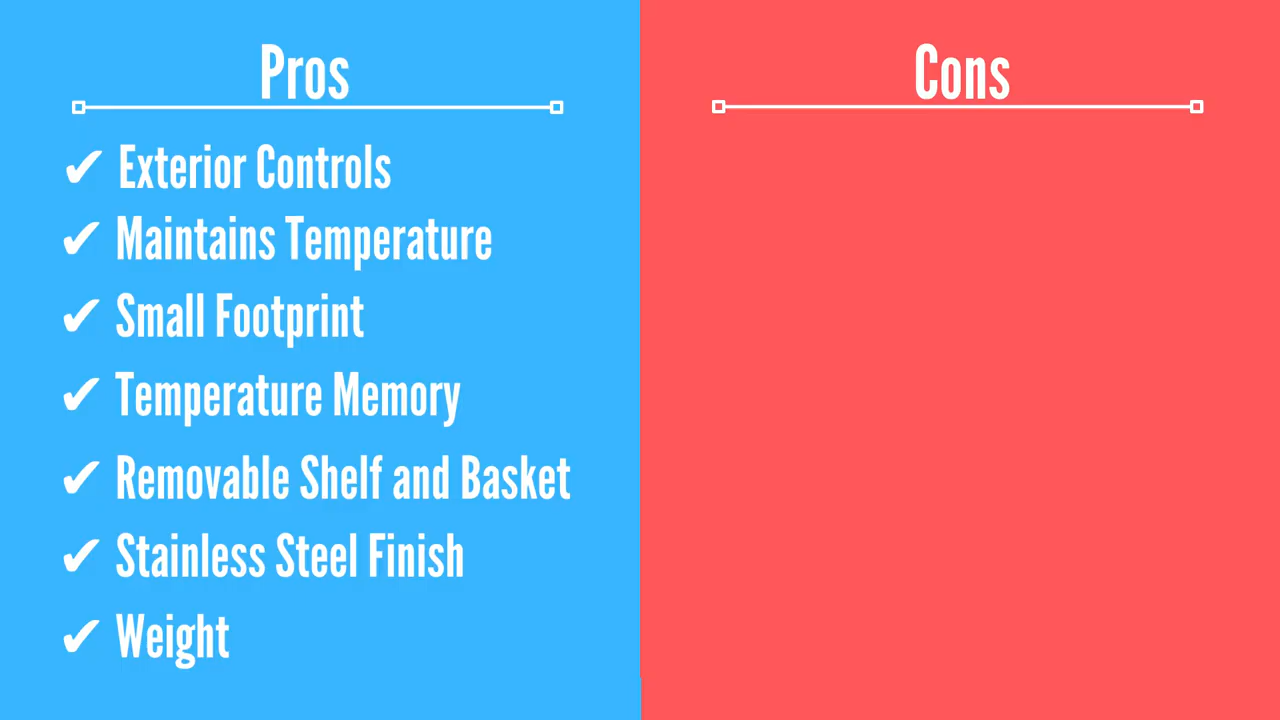 Pros
✔ Exterior Controls
✔ Maintains Temperature
✔ Small Footprint
✔ Temperature Memory
✔ Removable Shelf and Basket
✔ Stainless Steel Finish
✔ Weight
Cons